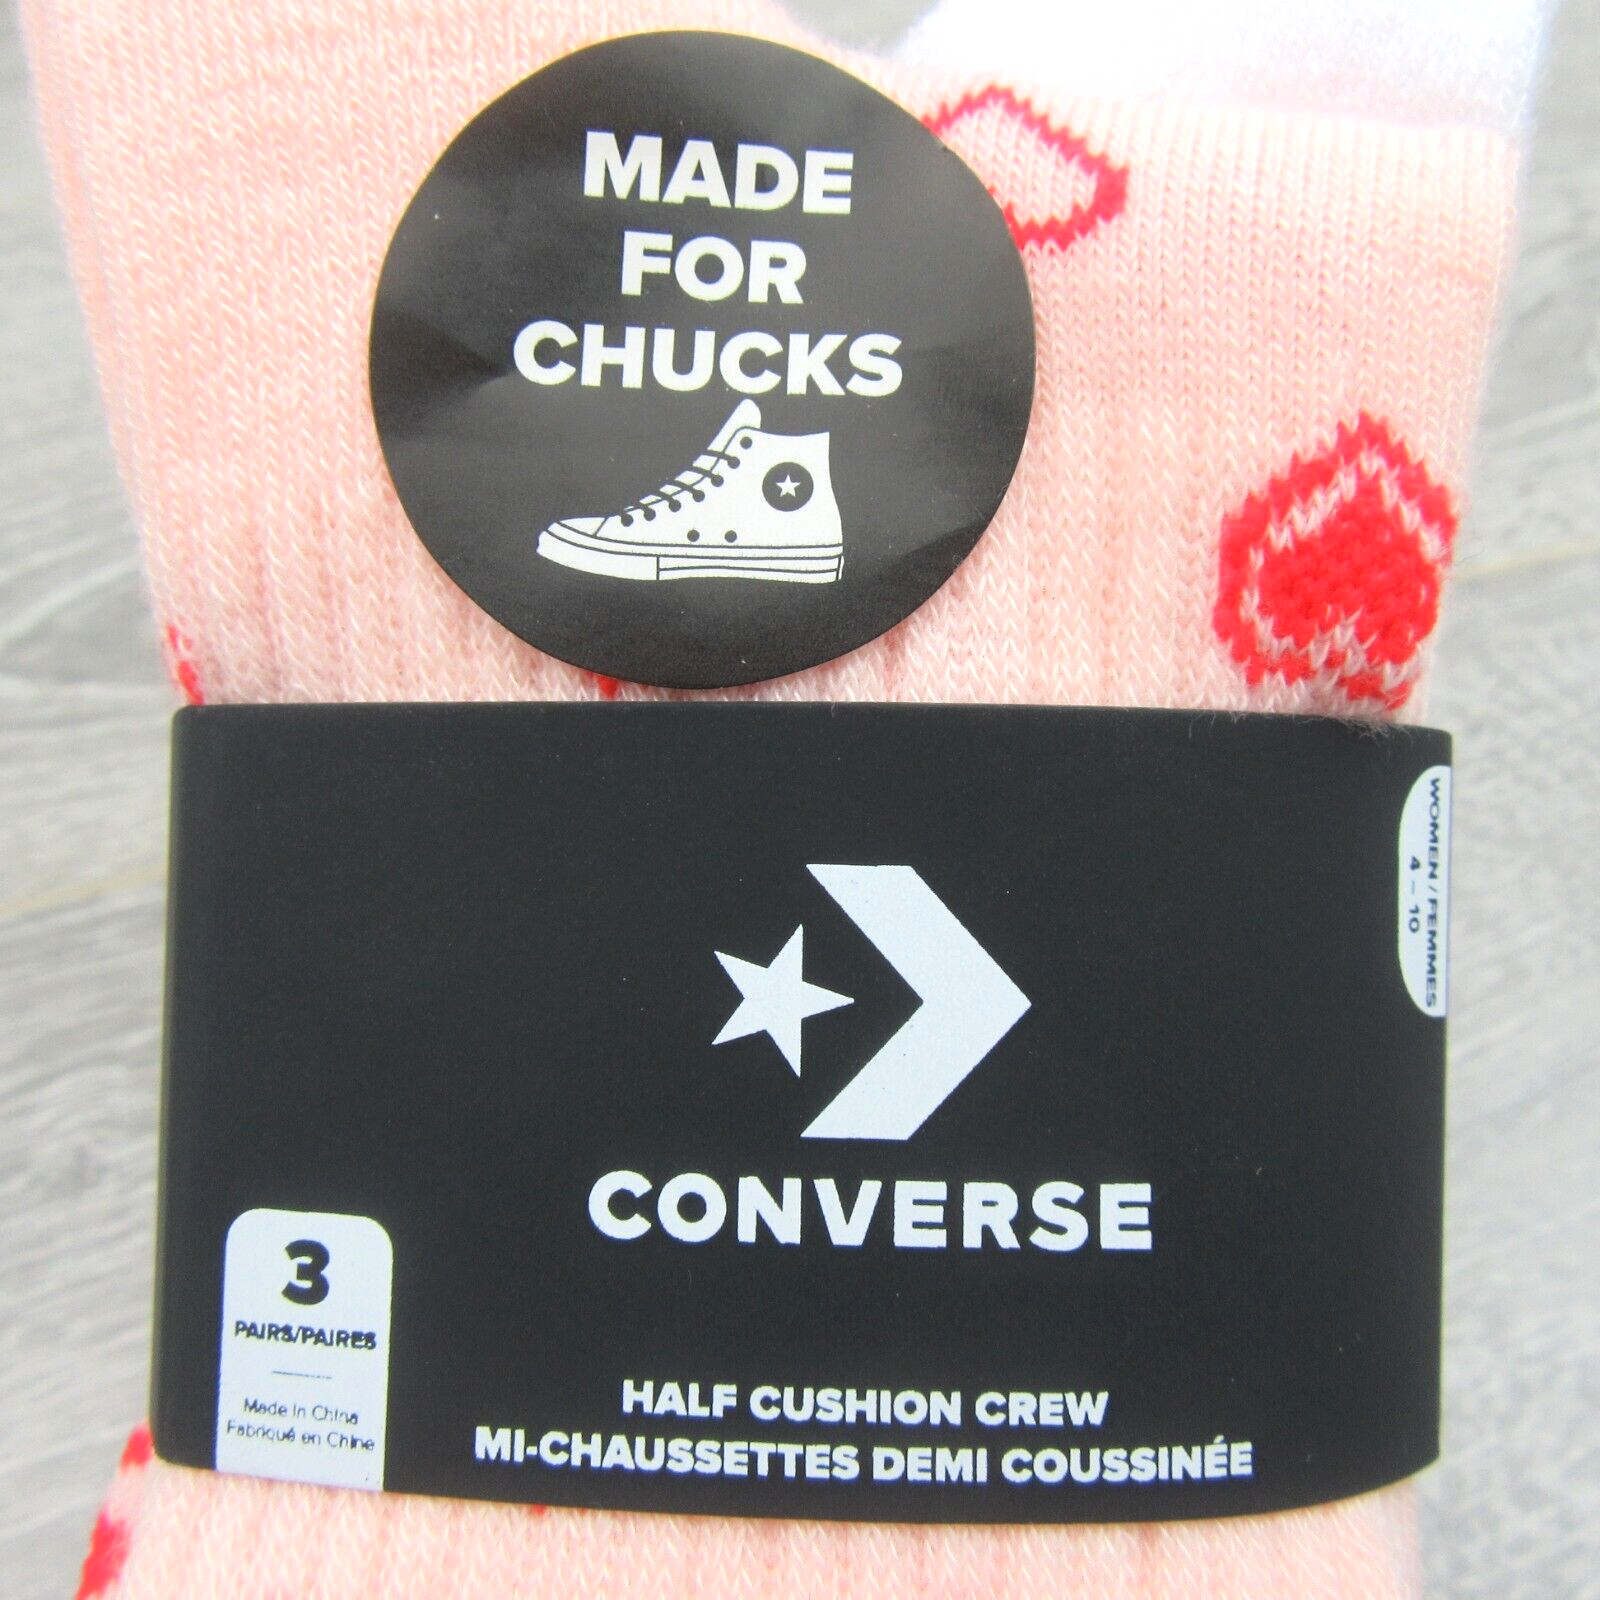 MADE
FOR
CHUCKS
WOMEN / FEMMES
4 – 10
CONVERSE
3
PAIRS/PAIRES
Made in China
Fabriqué en Chine
HALF CUSHION CREW
MI-CHAUSSETTES DEMI COUSSINÉE